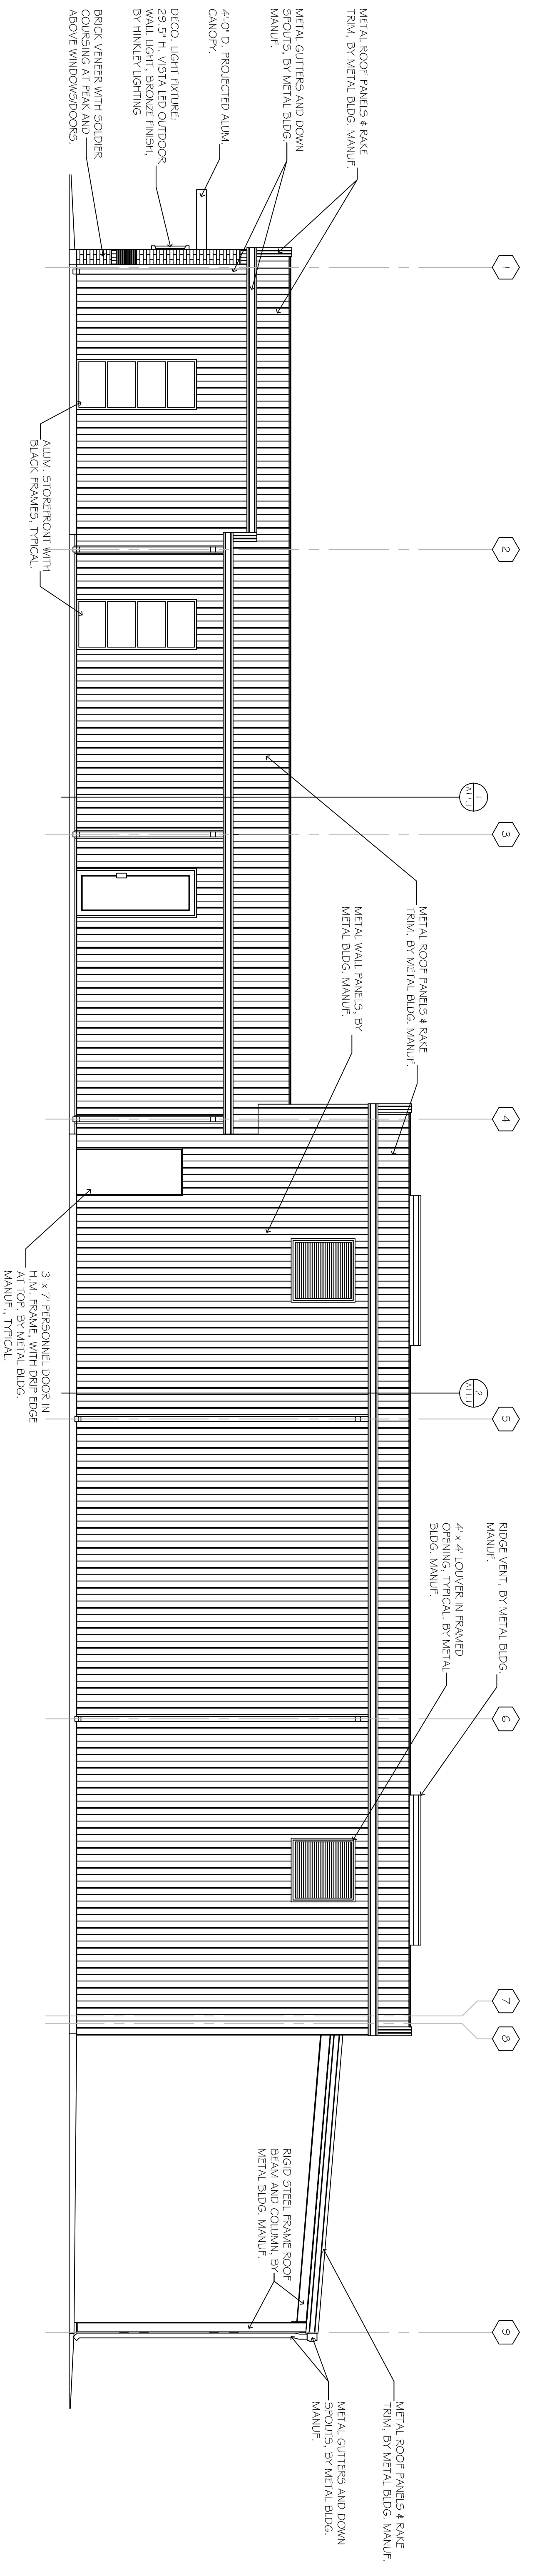 1
2
3
4
5
6
7
8
9
1
A11.1
2
A11.1
METAL ROOF PANELS & RAKE
TRIM, BY METAL BLDG. MANUF.
METAL GUTTERS AND DOWN
SPOUTS, BY METAL BLDG.
MANUF.
4'-0" D. PROJECTED ALUM.
CANOPY.
DECO. LIGHT FIXTURE:
29.5" H. VISTA LED OUTDOOR
WALL LIGHT, BRONZE FINISH,
BY HINKLEY LIGHTING
BRICK VENEER WITH SOLDIER
COURSING AT PEAK AND
ABOVE WINDOWS/DOORS.
ALUM. STOREFRONT WITH
BLACK FRAMES, TYPICAL.
METAL ROOF PANELS & RAKE
TRIM, BY METAL BLDG. MANUF.
METAL WALL PANELS, BY
METAL BLDG. MANUF.
3' x 7' PERSONNEL DOOR IN
H.M. FRAME, WITH DRIP EDGE
AT TOP, BY METAL BLDG.
MANUF., TYPICAL.
RIDGE VENT, BY METAL BLDG.
MANUF.
4' x 4' LOUVER IN FRAMED
OPENING, TYPICAL. BY METAL
BLDG. MANUF.
RIGID STEEL FRAME ROOF
BEAM AND COLUMN, BY
METAL BLDG. MANUF.
METAL ROOF PANELS & RAKE
TRIM, BY METAL BLDG. MANUF.
METAL GUTTERS AND DOWN
SPOUTS, BY METAL BLDG.
MANUF.